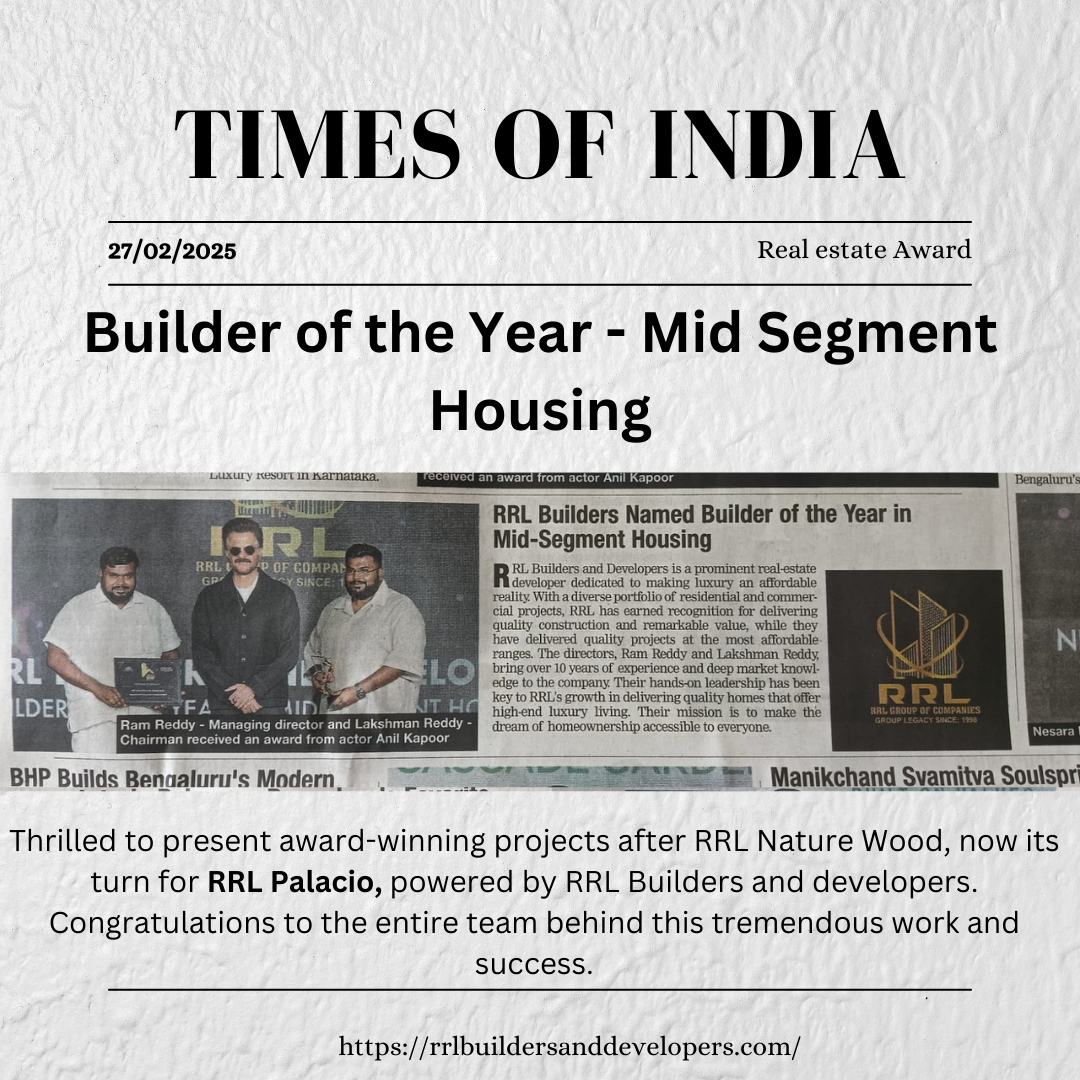 TIMES OF INDIA
27/02/2025 Real estate Award
Builder of the Year - Mid Segment
Housing
Luxury Resort in Karnataka.
received an award from actor Anil Kapoor
Bengaluru's
RRL
GROUP OF COMPANIES
Ram Reddy - Managing director and Lakshman Reddy -
Chairman received an award from actor Anil Kapoor
RRL Builders Named Builder of the Year in
Mid-Segment Housing
RRL Builders and Developers is a prominent real-estate
developer dedicated to making luxury an affordable
reality. With a diverse portfolio of residential and commer-
cial projects, RRL has earned recognition for delivering
quality construction and remarkable value, while they
have delivered quality projects at the most affordable
ranges. The directors, Ram Reddy and Lakshman Reddy,
bring over 10 years of experience and deep market knowl-
edge to the company. Their hands-on leadership has been
key to RRL's growth in delivering quality homes that offer
high-end luxury living. Their mission is to make the
dream of homeownership accessible to everyone.
RRL
RRL GROUP OF COMPANIES
GROUP LEGACY SINCE: 1996
Nesara
BHP Builds Bengaluru's Modern
CASCADE GARDE
Favorite
Manikchand Svamitva Soulspri
Thrilled to present award-winning projects after RRL Nature Wood, now its
turn for RRL Palacio, powered by RRL Builders and developers.
Congratulations to the entire team behind this tremendous work and
success.
https://rrlbuildersanddevelopers.com/